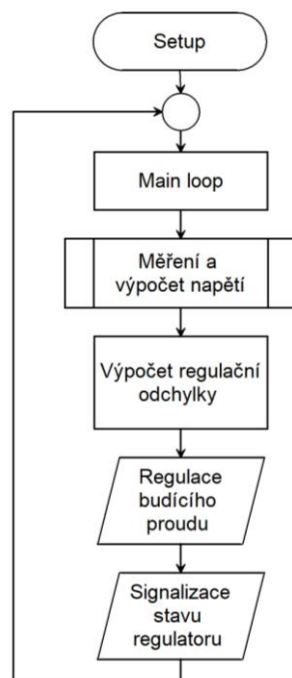 Setup
Main loop
Měření a
výpočet napětí
Výpočet regulační
odchylky
Regulace
budícího
proudu
Signalizace
stavu
regulatoru